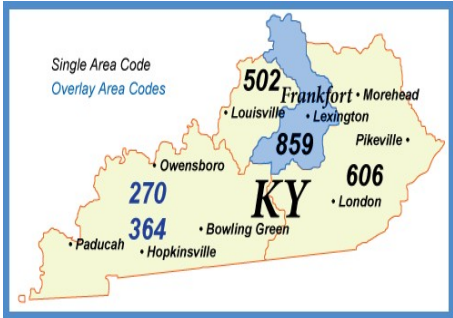 Single Area Code
Overlay Area Codes
502
Frankfort
Morehead
Louisville
Lexington
859
Pikeville
Owensboro
606
270
KY
London
364
Bowling Green
Paducah
Hopkinsville